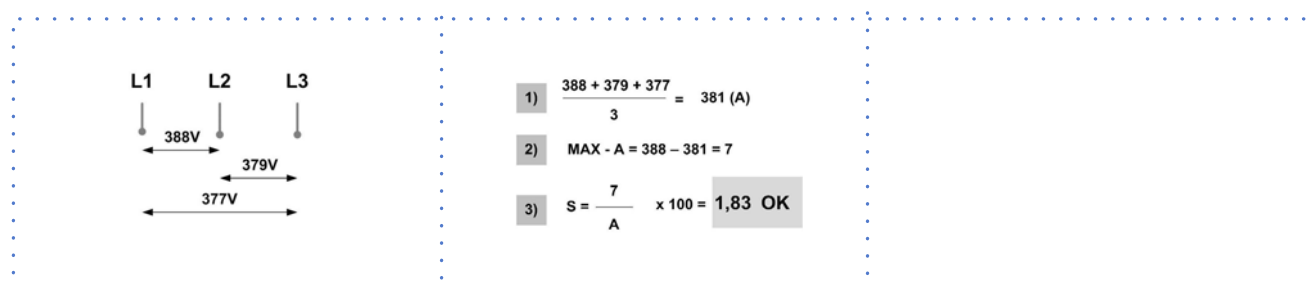 L1 L2 L3
388V
379V
377V
1) 388 + 379 + 377
3
= 381 (A)
2) MAX - A = 388 – 381 = 7
3) S = 7
A
x 100 = 1,83 OK